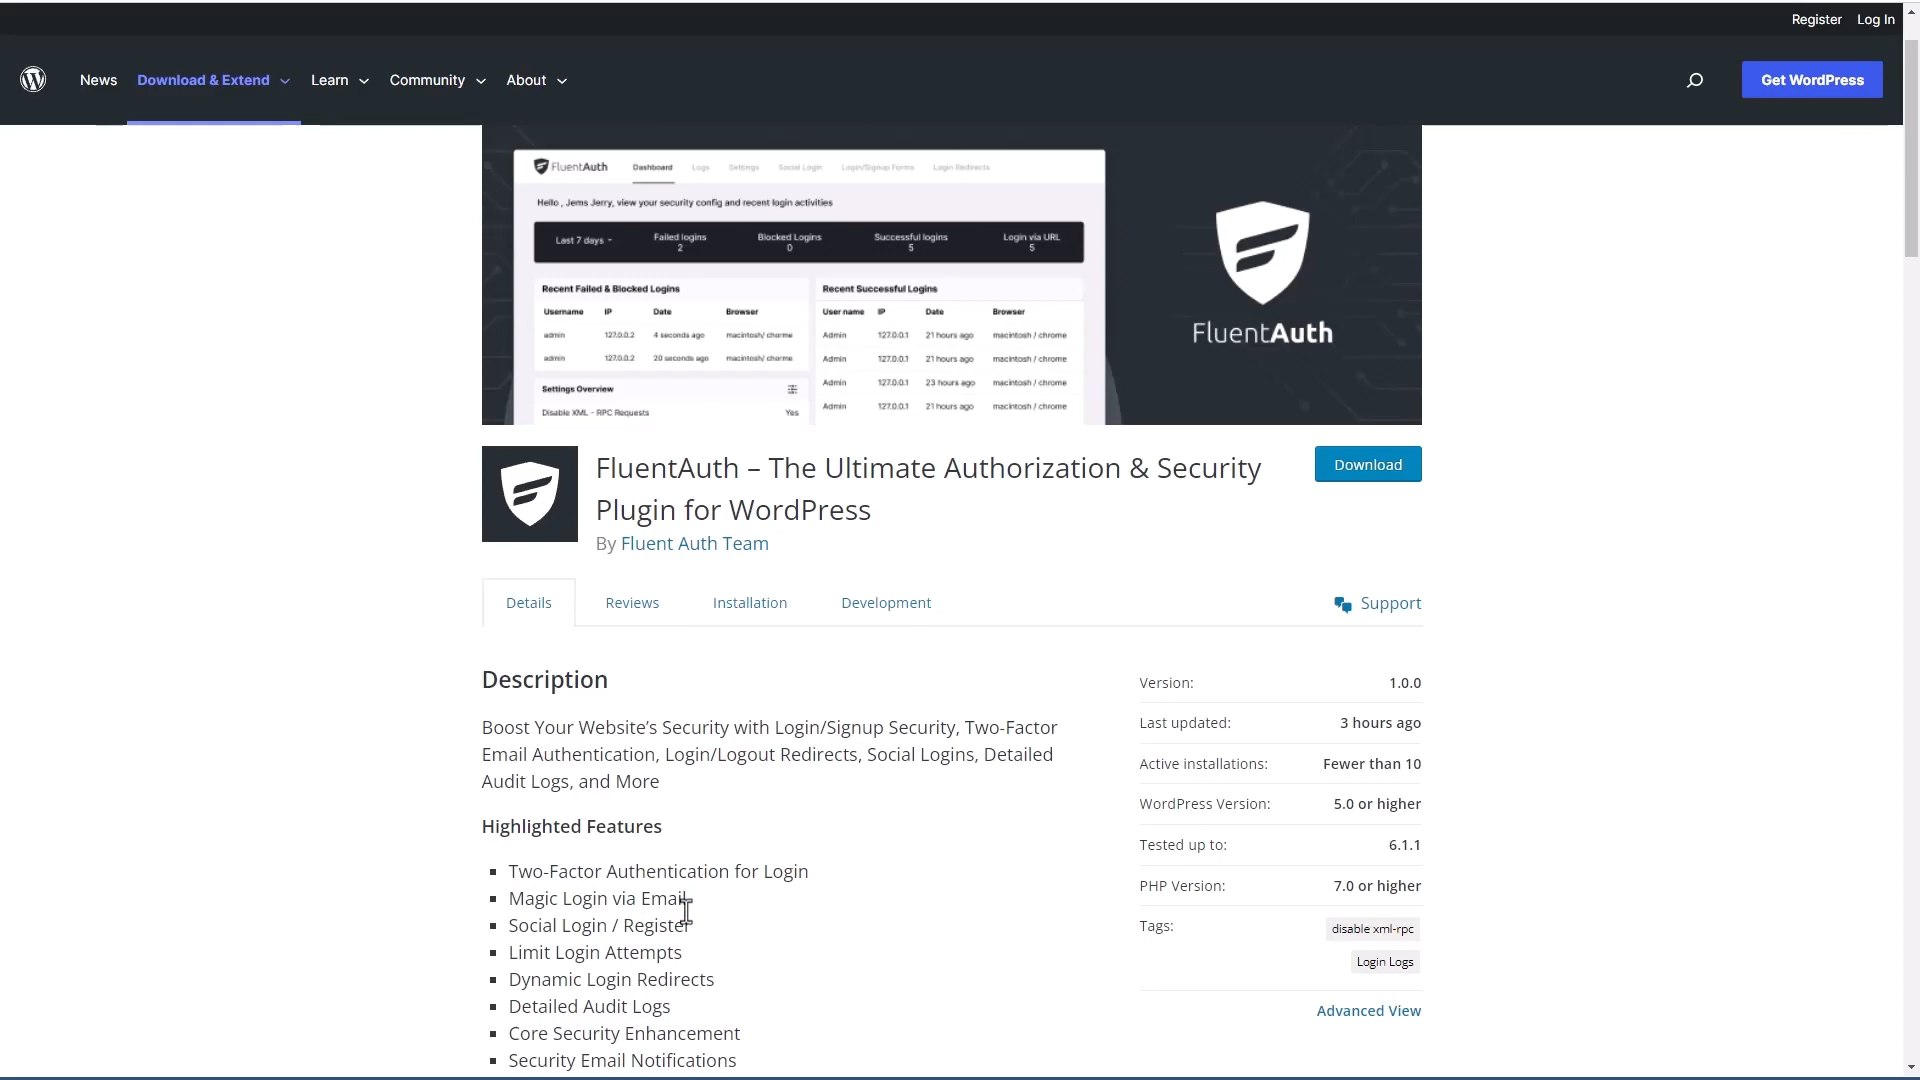 Register Log In
News Download & Extend Learn Community About Get WordPress
FluentAuth Dashboard Logs Settings Social Login Login/Signup Forms Login Redirects
Hello , Jems Jerry, view your security config and recent login activities
Last 7 days Failed logins Blocked Logins Successful logins Login via URL
2 0 5 5
Recent Failed & Blocked Logins
Username IP Date Browser
admin 127.0.0.2 4 seconds ago macintosh/ chorme
admin 127.0.0.2 20 seconds ago macintosh/ chorme
Settings Overview
Disable XML - RPC Requests Yes
Recent Successful Logins
User name IP Date Browser
Admin 127.0.0.1 21 hours ago macintosh / chrome
Admin 127.0.0.1 21 hours ago macintosh / chrome
Admin 127.0.0.1 23 hours ago macintosh / chrome
Admin 127.0.0.1 21 hours ago macintosh / chrome
FluentAuth
FluentAuth – The Ultimate Authorization & Security
Plugin for WordPress
By Fluent Auth Team
Download
Details Reviews Installation Development Support
Description
Boost Your Website's Security with Login/Signup Security, Two-Factor
Email Authentication, Login/Logout Redirects, Social Logins, Detailed
Audit Logs, and More
Highlighted Features
Two-Factor Authentication for Login
Magic Login via Email
Social Login / Register
Limit Login Attempts
Dynamic Login Redirects
Detailed Audit Logs
Core Security Enhancement
Security Email Notifications
Version: 1.0.0
Last updated: 3 hours ago
Active installations: Fewer than 10
WordPress Version: 5.0 or higher
Tested up to: 6.1.1
PHP Version: 7.0 or higher
Tags: disable xml-rpc
Login Logs
Advanced View